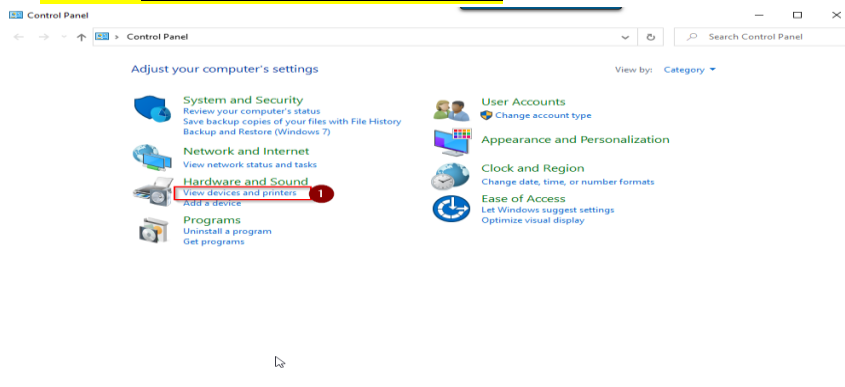 Control Panel
Control Panel
Search Control Panel
Adjust your computer's settings
View by: Category
System and Security
Review your computer's status
Save backup copies of your files with File History
Backup and Restore (Windows 7)
Network and Internet
View network status and tasks
Hardware and Sound
View devices and printers 1
Add a device
Programs
Uninstall a program
Get programs
User Accounts
Change account type
Appearance and Personalization
Clock and Region
Change date, time, or number formats
Ease of Access
Let Windows suggest settings
Optimize visual display